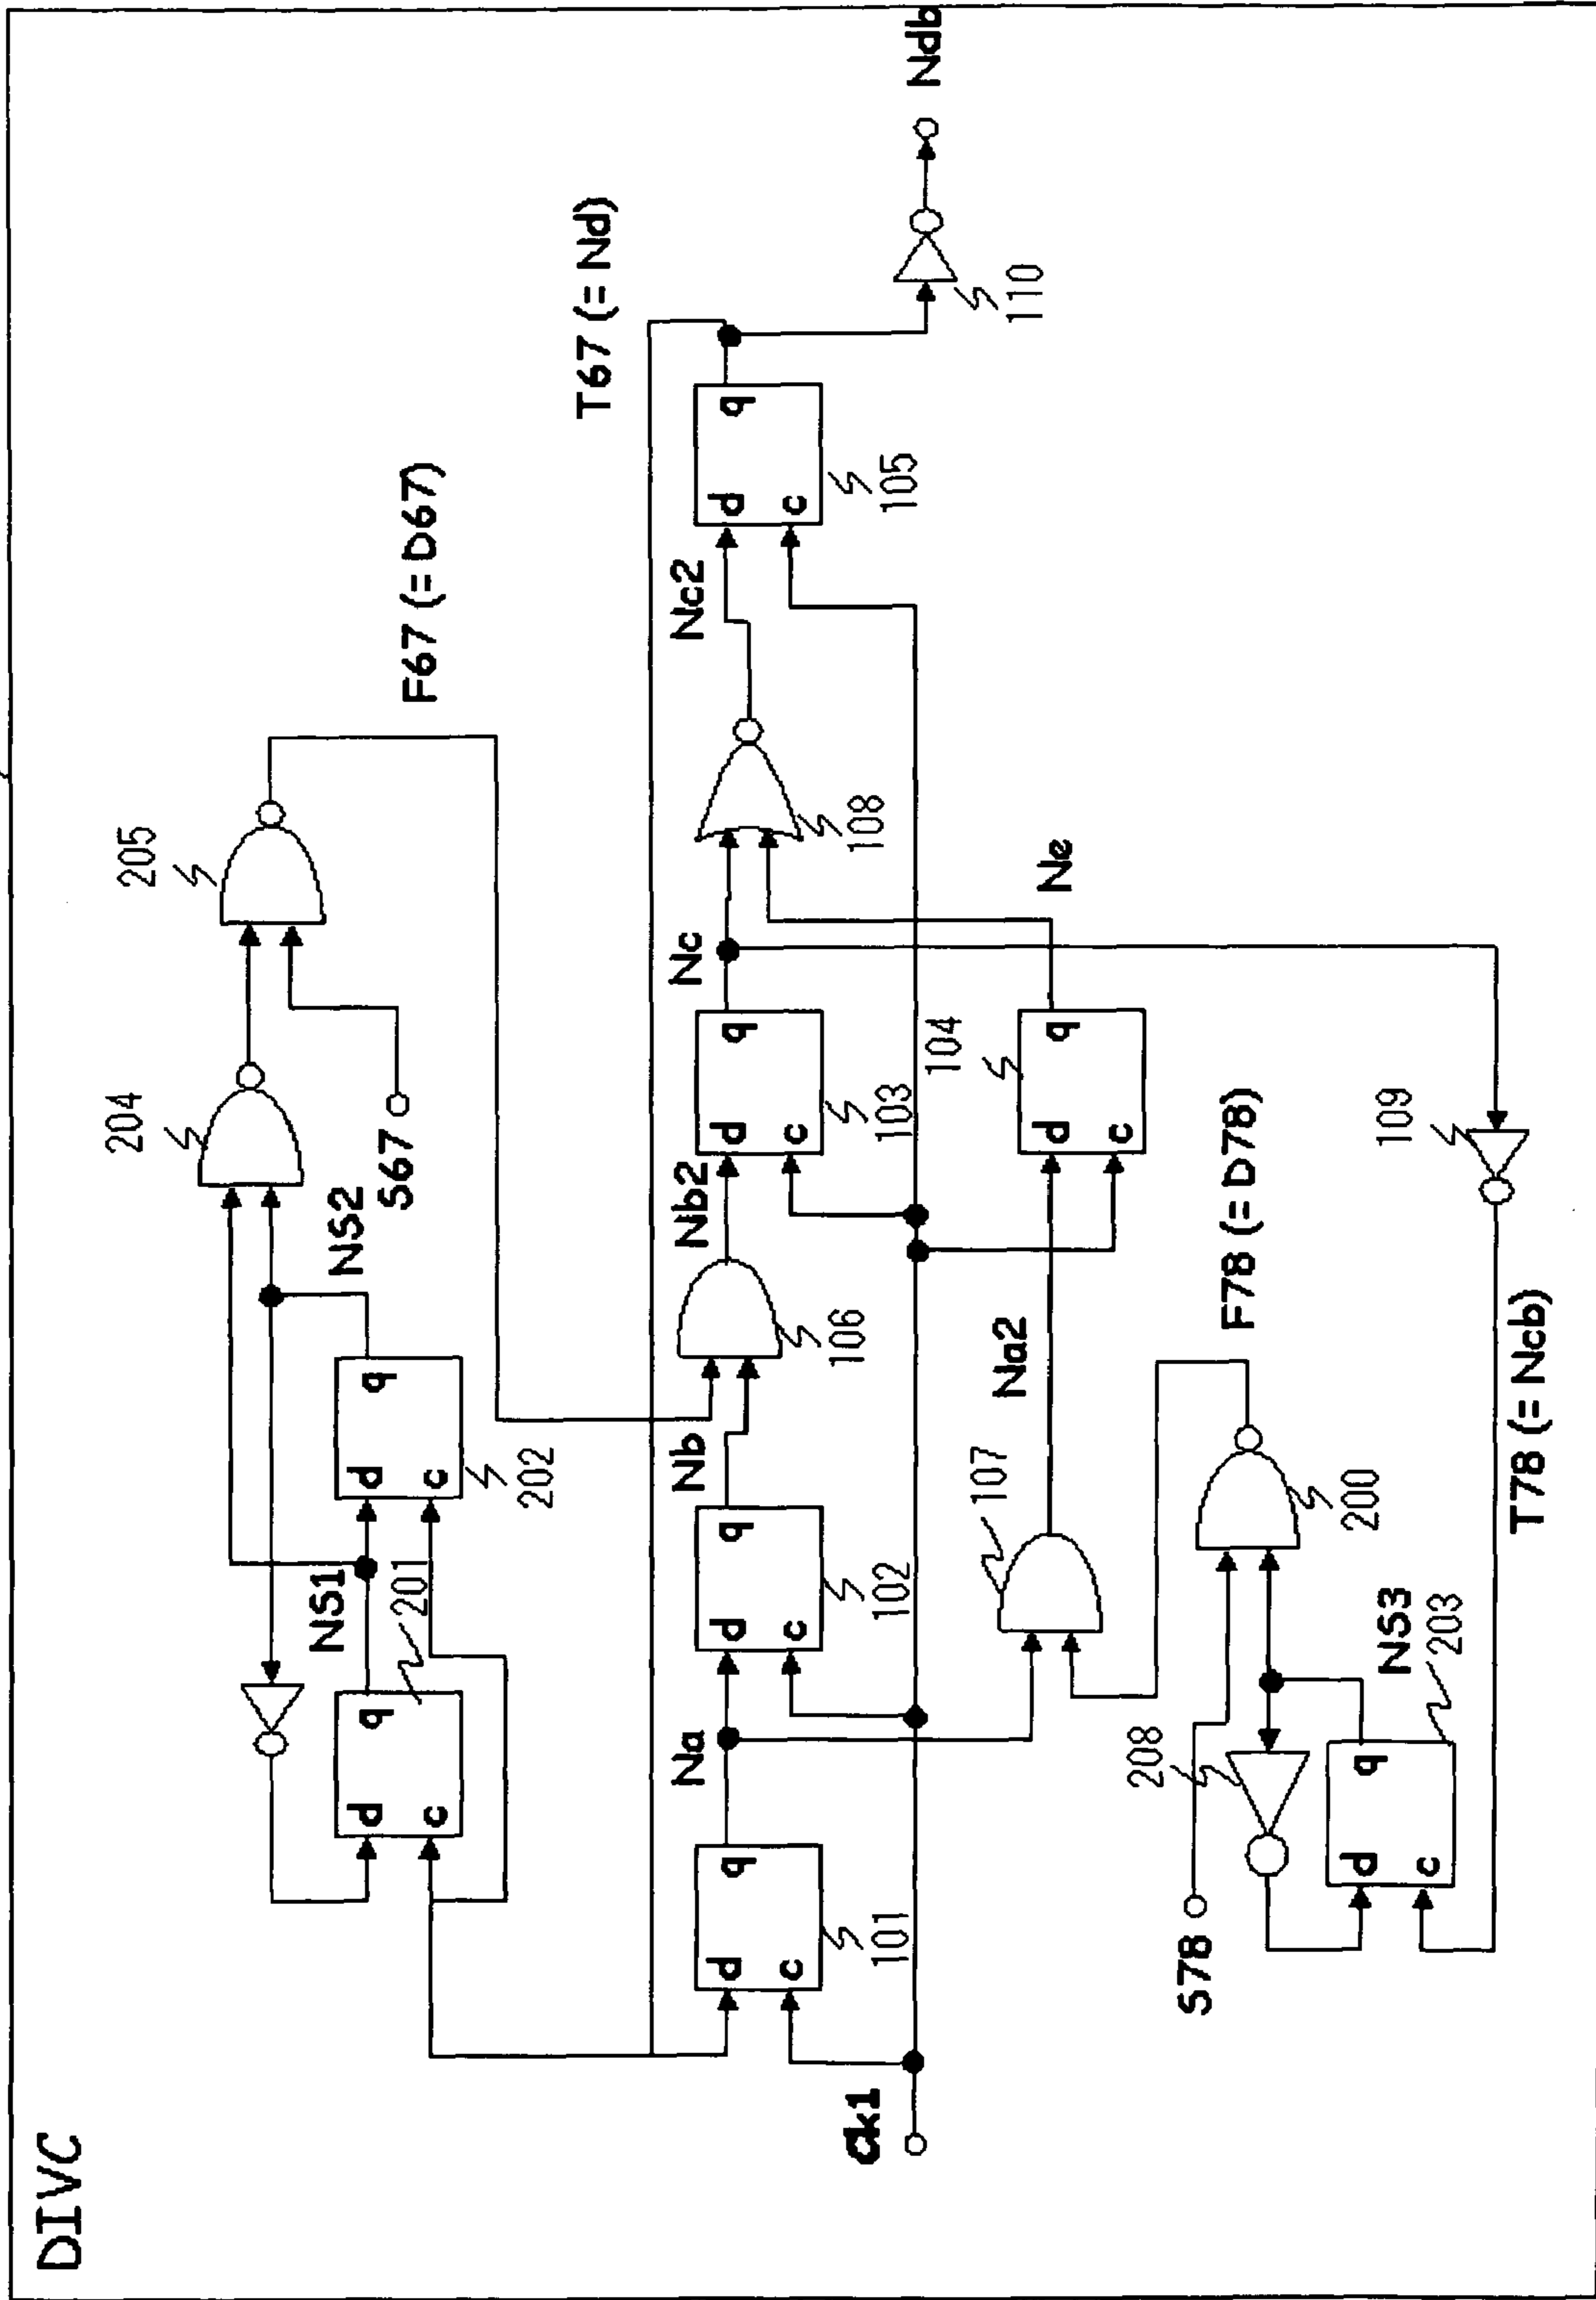 DIVC
204
205
NS1
201
d
q
c
NS2
202
d
q
c
S67
F67 (= D67)
T67 (= Nd)
Na
101
d
q
c
Nb
102
d
q
c
106
Nb2
Nc
103
d
q
c
108
Nc2
105
d
q
c
110
Ndb
Ck1
107
Na2
104
d
q
c
Ne
S78
208
NS3
203
d
q
c
200
F78 (= D78)
109
T78 (= Ncb)